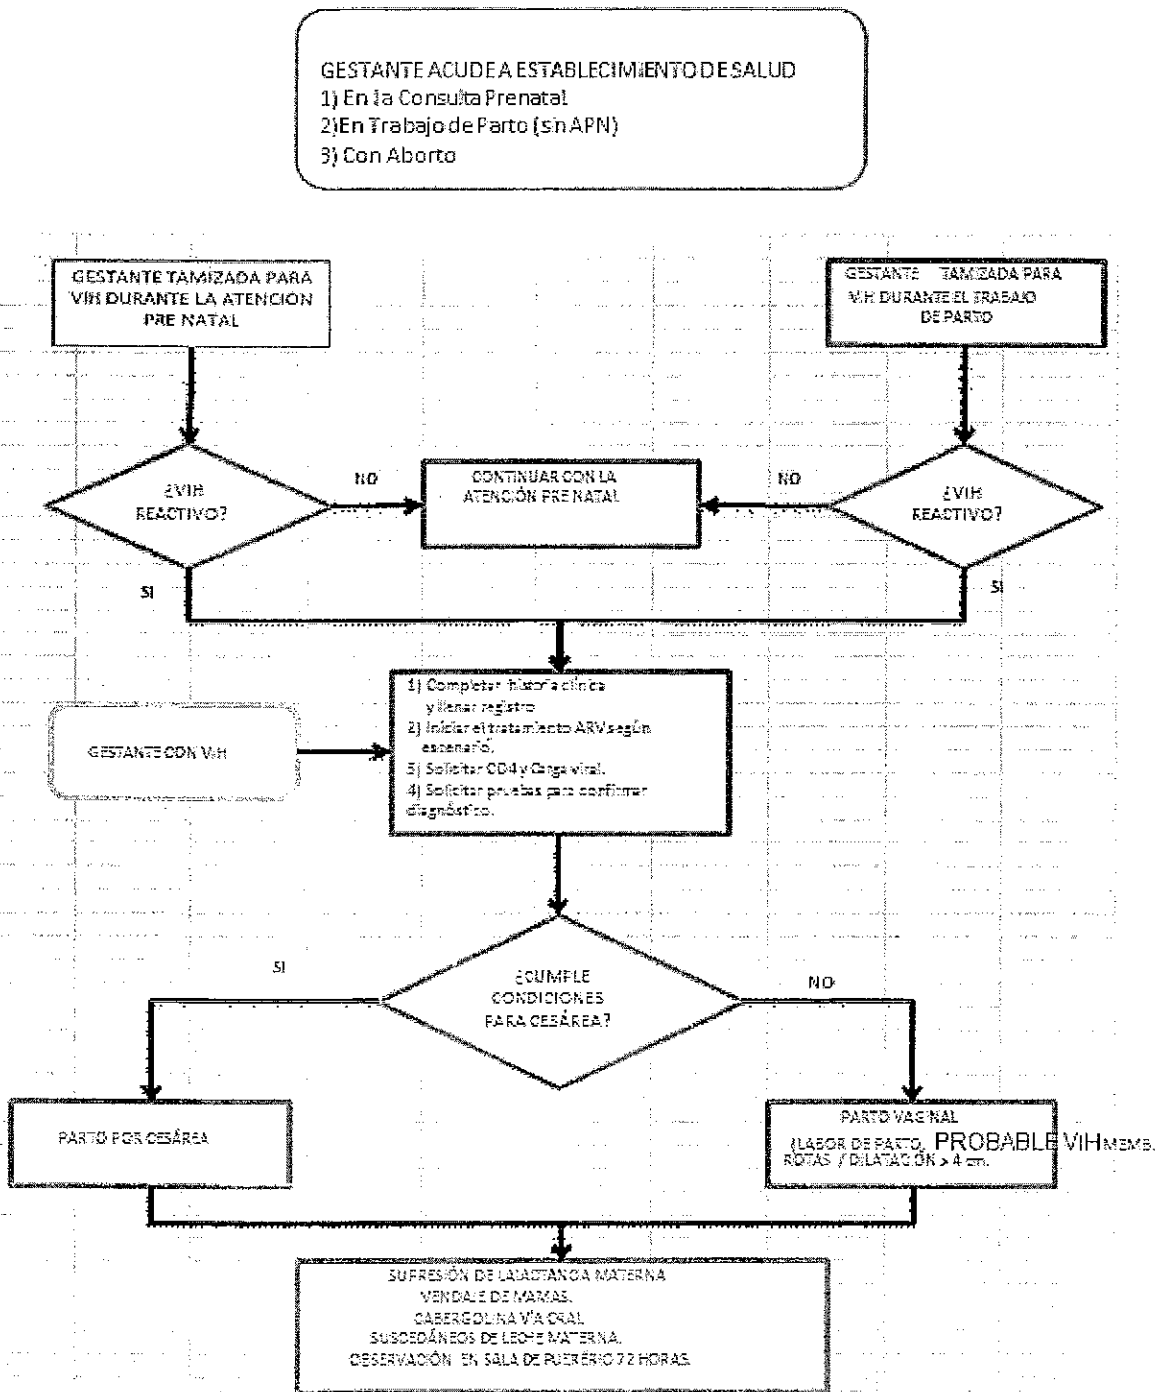 GESTANTE ACUDE A ESTABLECIMIENTO DE SALUD
1) En la Consulta Prenatal
2) En Trabajo de Parto (sin APN)
3) Con Aborto
GESTANTE TAMIZADA PARA
VIH DURANTE LA ATENCION
PRE NATAL
GESTANTE TAMIZADA PARA
VIH DURANTE EL TRABAJO
DE PARTO
¿VIH
REACTIVO?
NO
CONTINUAR CON LA
ATENCIÓN PRE NATAL
NO
¿VIH
REACTIVO?
SI
SI
1) Completar historia clínica
y llenar registro
2) Iniciar el tratamiento ARV según
escenario.
3) Solicitar CD4 y Carga viral.
4) Solicitar pruebas para confirmar
diagnóstico.
GESTANTE CON VIH
¿CUMPLE
CONDICIONES
PARA CESÁREA?
SI
NO
PARTO POR CESÁREA
PARTO VAGINAL
(LABOR DE PARTO, PROBABLE VIH MEMB.
ROTAS / DILATACIÓN > 4 cm.
SUPRESIÓN DE LA LACTANCIA MATERNA
VENDAJE DE MAMAS.
CABERGOLINA VÍA ORAL
SUCEDÁNEOS DE LECHE MATERNA.
OBSERVACIÓN EN SALA DE PUERPERIO 72 HORAS.